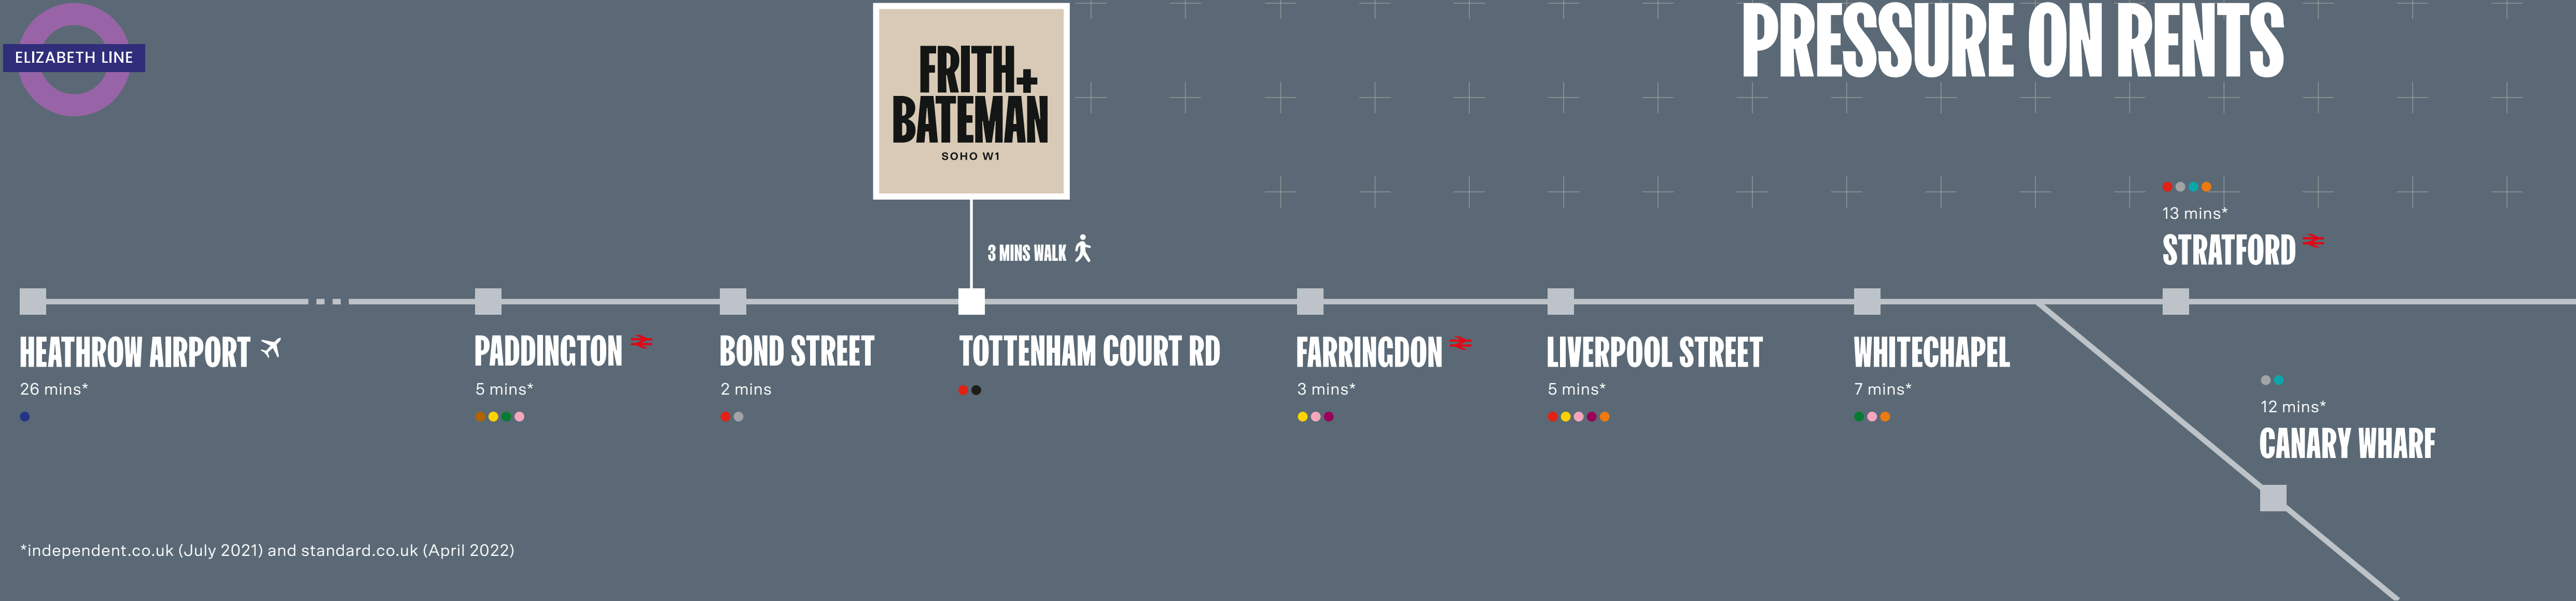 ELIZABETH LINE
FRITH+
BATEMAN
SOHO W1
PRESSURE ON RENTS
3 MINS WALK
13 mins*
STRATFORD
HEATHROW AIRPORT
26 mins*
PADDINGTON
5 mins*
BOND STREET
2 mins
TOTTENHAM COURT RD
FARRINGDON
3 mins*
LIVERPOOL STREET
5 mins*
WHITECHAPEL
7 mins*
12 mins*
CANARY WHARF
*independent.co.uk (July 2021) and standard.co.uk (April 2022)